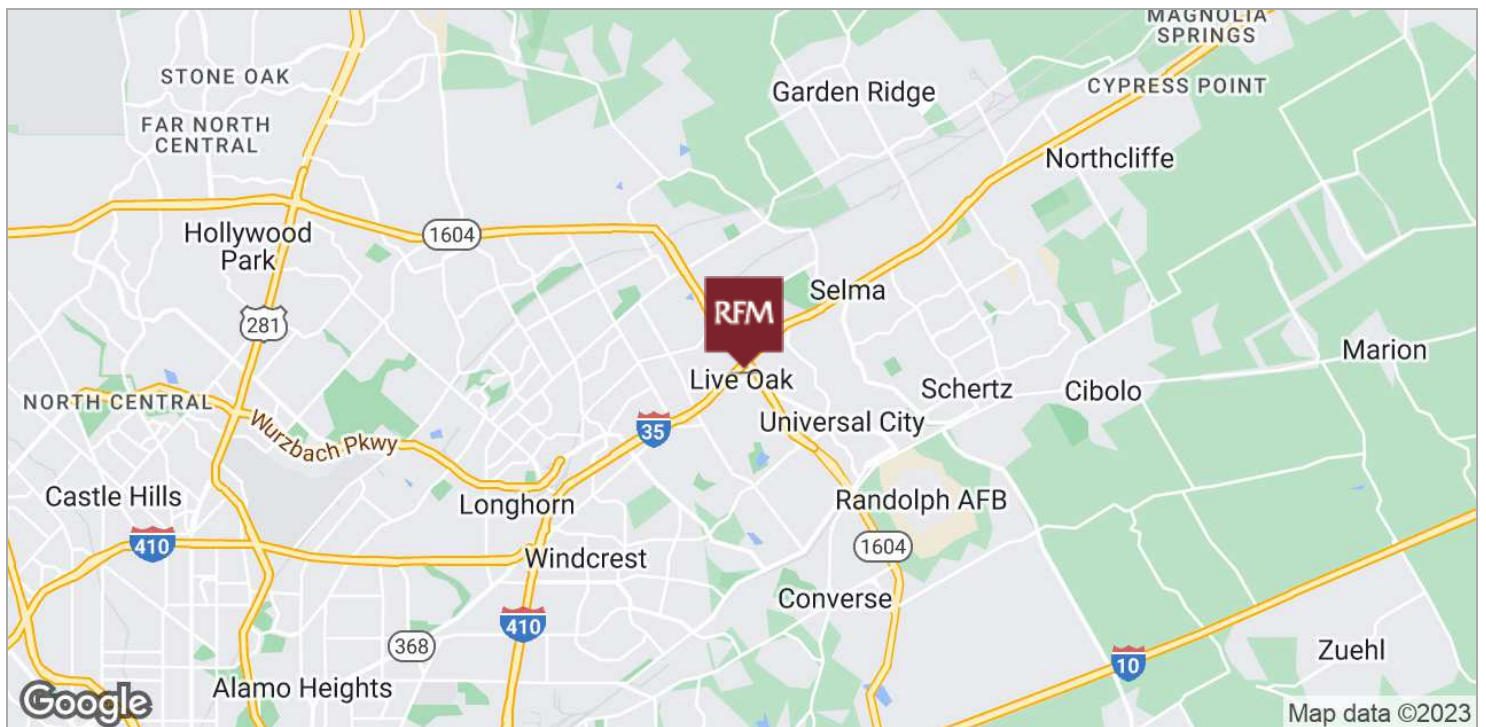 MAGNOLIA
SPRINGS
STONE OAK
CYPRESS POINT
Garden Ridge
FAR NORTH
CENTRAL
Northcliffe
Hollywood
Park
1604
Selma
RFM
281
Marion
Live Oak
Schertz
Cibolo
NORTH CENTRAL
Universal City
35
Wurzbach Pkwy
Castle Hills
Longhorn
Randolph AFB
410
1604
Windcrest
Converse
410
368
Zuehl
10
Alamo Heights
Google
Map data ©2023